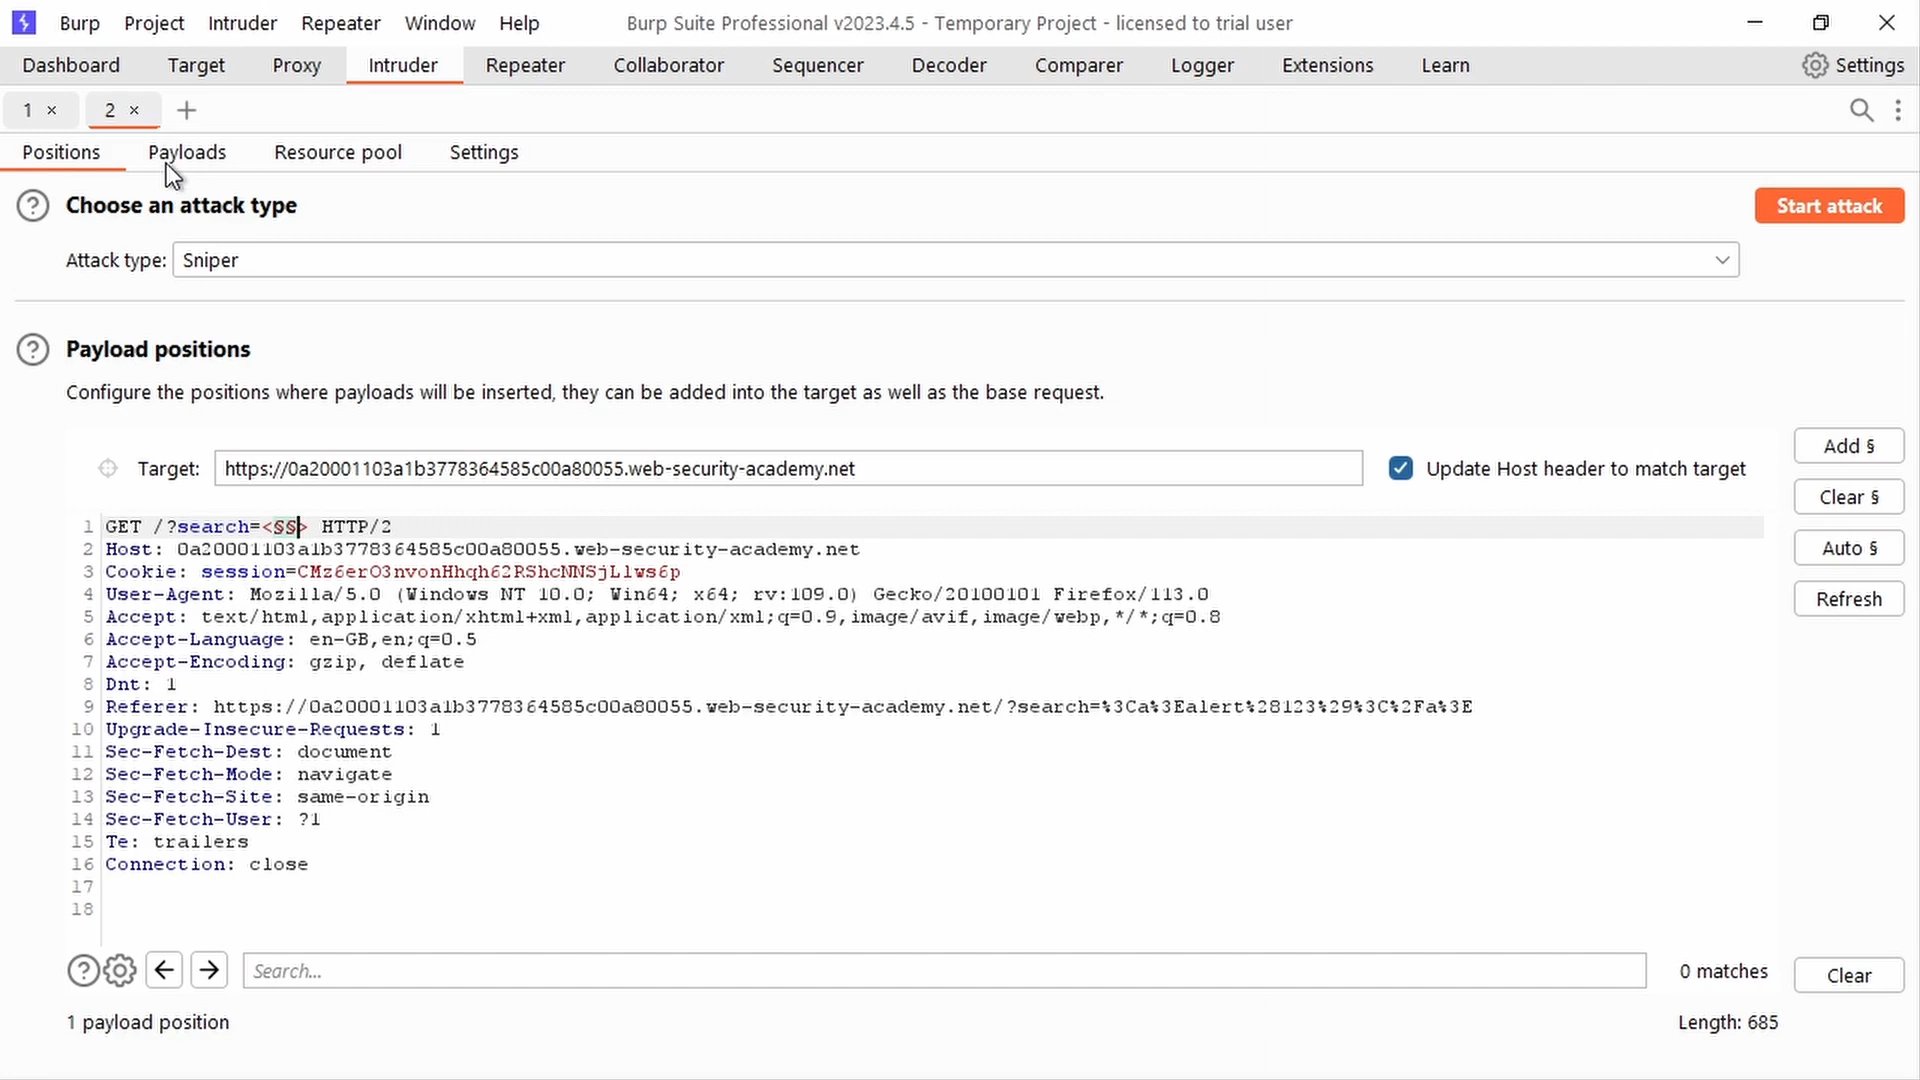 Burp Project Intruder Repeater Window Help Burp Suite Professional v2023.4.5 - Temporary Project - licensed to trial user
Dashboard Target Proxy Intruder Repeater Collaborator Sequencer Decoder Comparer Logger Extensions Learn Settings
1 × 2 × +
Positions Payloads Resource pool Settings
? Choose an attack type Start attack
Attack type: Sniper
? Payload positions
Configure the positions where payloads will be inserted, they can be added into the target as well as the base request.
Add §
Target: https://0a20001103a1b3778364585c00a80055.web-security-academy.net Update Host header to match target
Clear §
Auto §
Refresh
1 GET /?search=<§§> HTTP/2
2 Host: 0a20001103a1b3778364585c00a80055.web-security-academy.net
3 Cookie: session=CMz6erO3nvonHhqh62RShcNNSjLlws6p
4 User-Agent: Mozilla/5.0 (Windows NT 10.0; Win64; x64; rv:109.0) Gecko/20100101 Firefox/113.0
5 Accept: text/html,application/xhtml+xml,application/xml;q=0.9,image/avif,image/webp,*/*;q=0.8
6 Accept-Language: en-GB,en;q=0.5
7 Accept-Encoding: gzip, deflate
8 Dnt: 1
9 Referer: https://0a20001103a1b3778364585c00a80055.web-security-academy.net/?search=%3Ca%3Ealert%28123%29%3C%2Fa%3E
10 Upgrade-Insecure-Requests: 1
11 Sec-Fetch-Dest: document
12 Sec-Fetch-Mode: navigate
13 Sec-Fetch-Site: same-origin
14 Sec-Fetch-User: ?1
15 Te: trailers
16 Connection: close
17
18
? Search... 0 matches Clear
1 payload position Length: 685